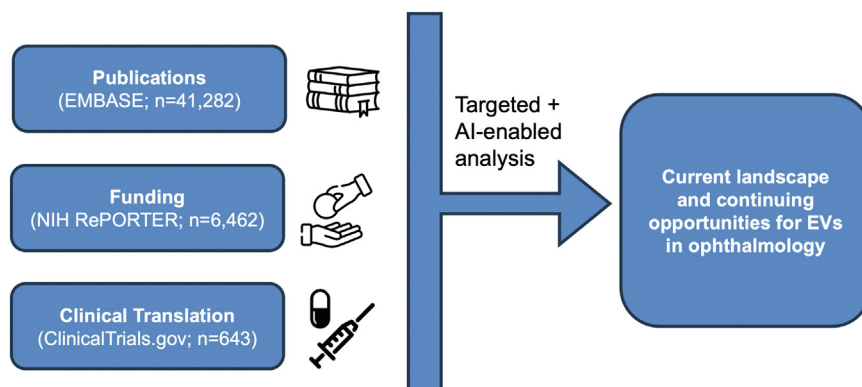 Publications
(EMBASE; n=41,282)
Funding
(NIH RePORTER; n=6,462)
Clinical Translation
(ClinicalTrials.gov; n=643)
Targeted +
AI-enabled
analysis
Current landscape
and continuing
opportunities for EVs
in ophthalmology